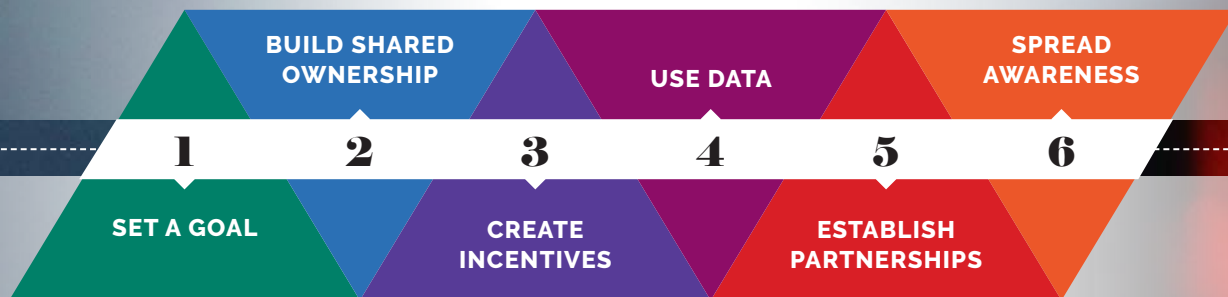 BUILD SHARED
OWNERSHIP
USE DATA
SPREAD
AWARENESS
1 2 3 4 5 6
SET A GOAL
CREATE
INCENTIVES
ESTABLISH
PARTNERSHIPS